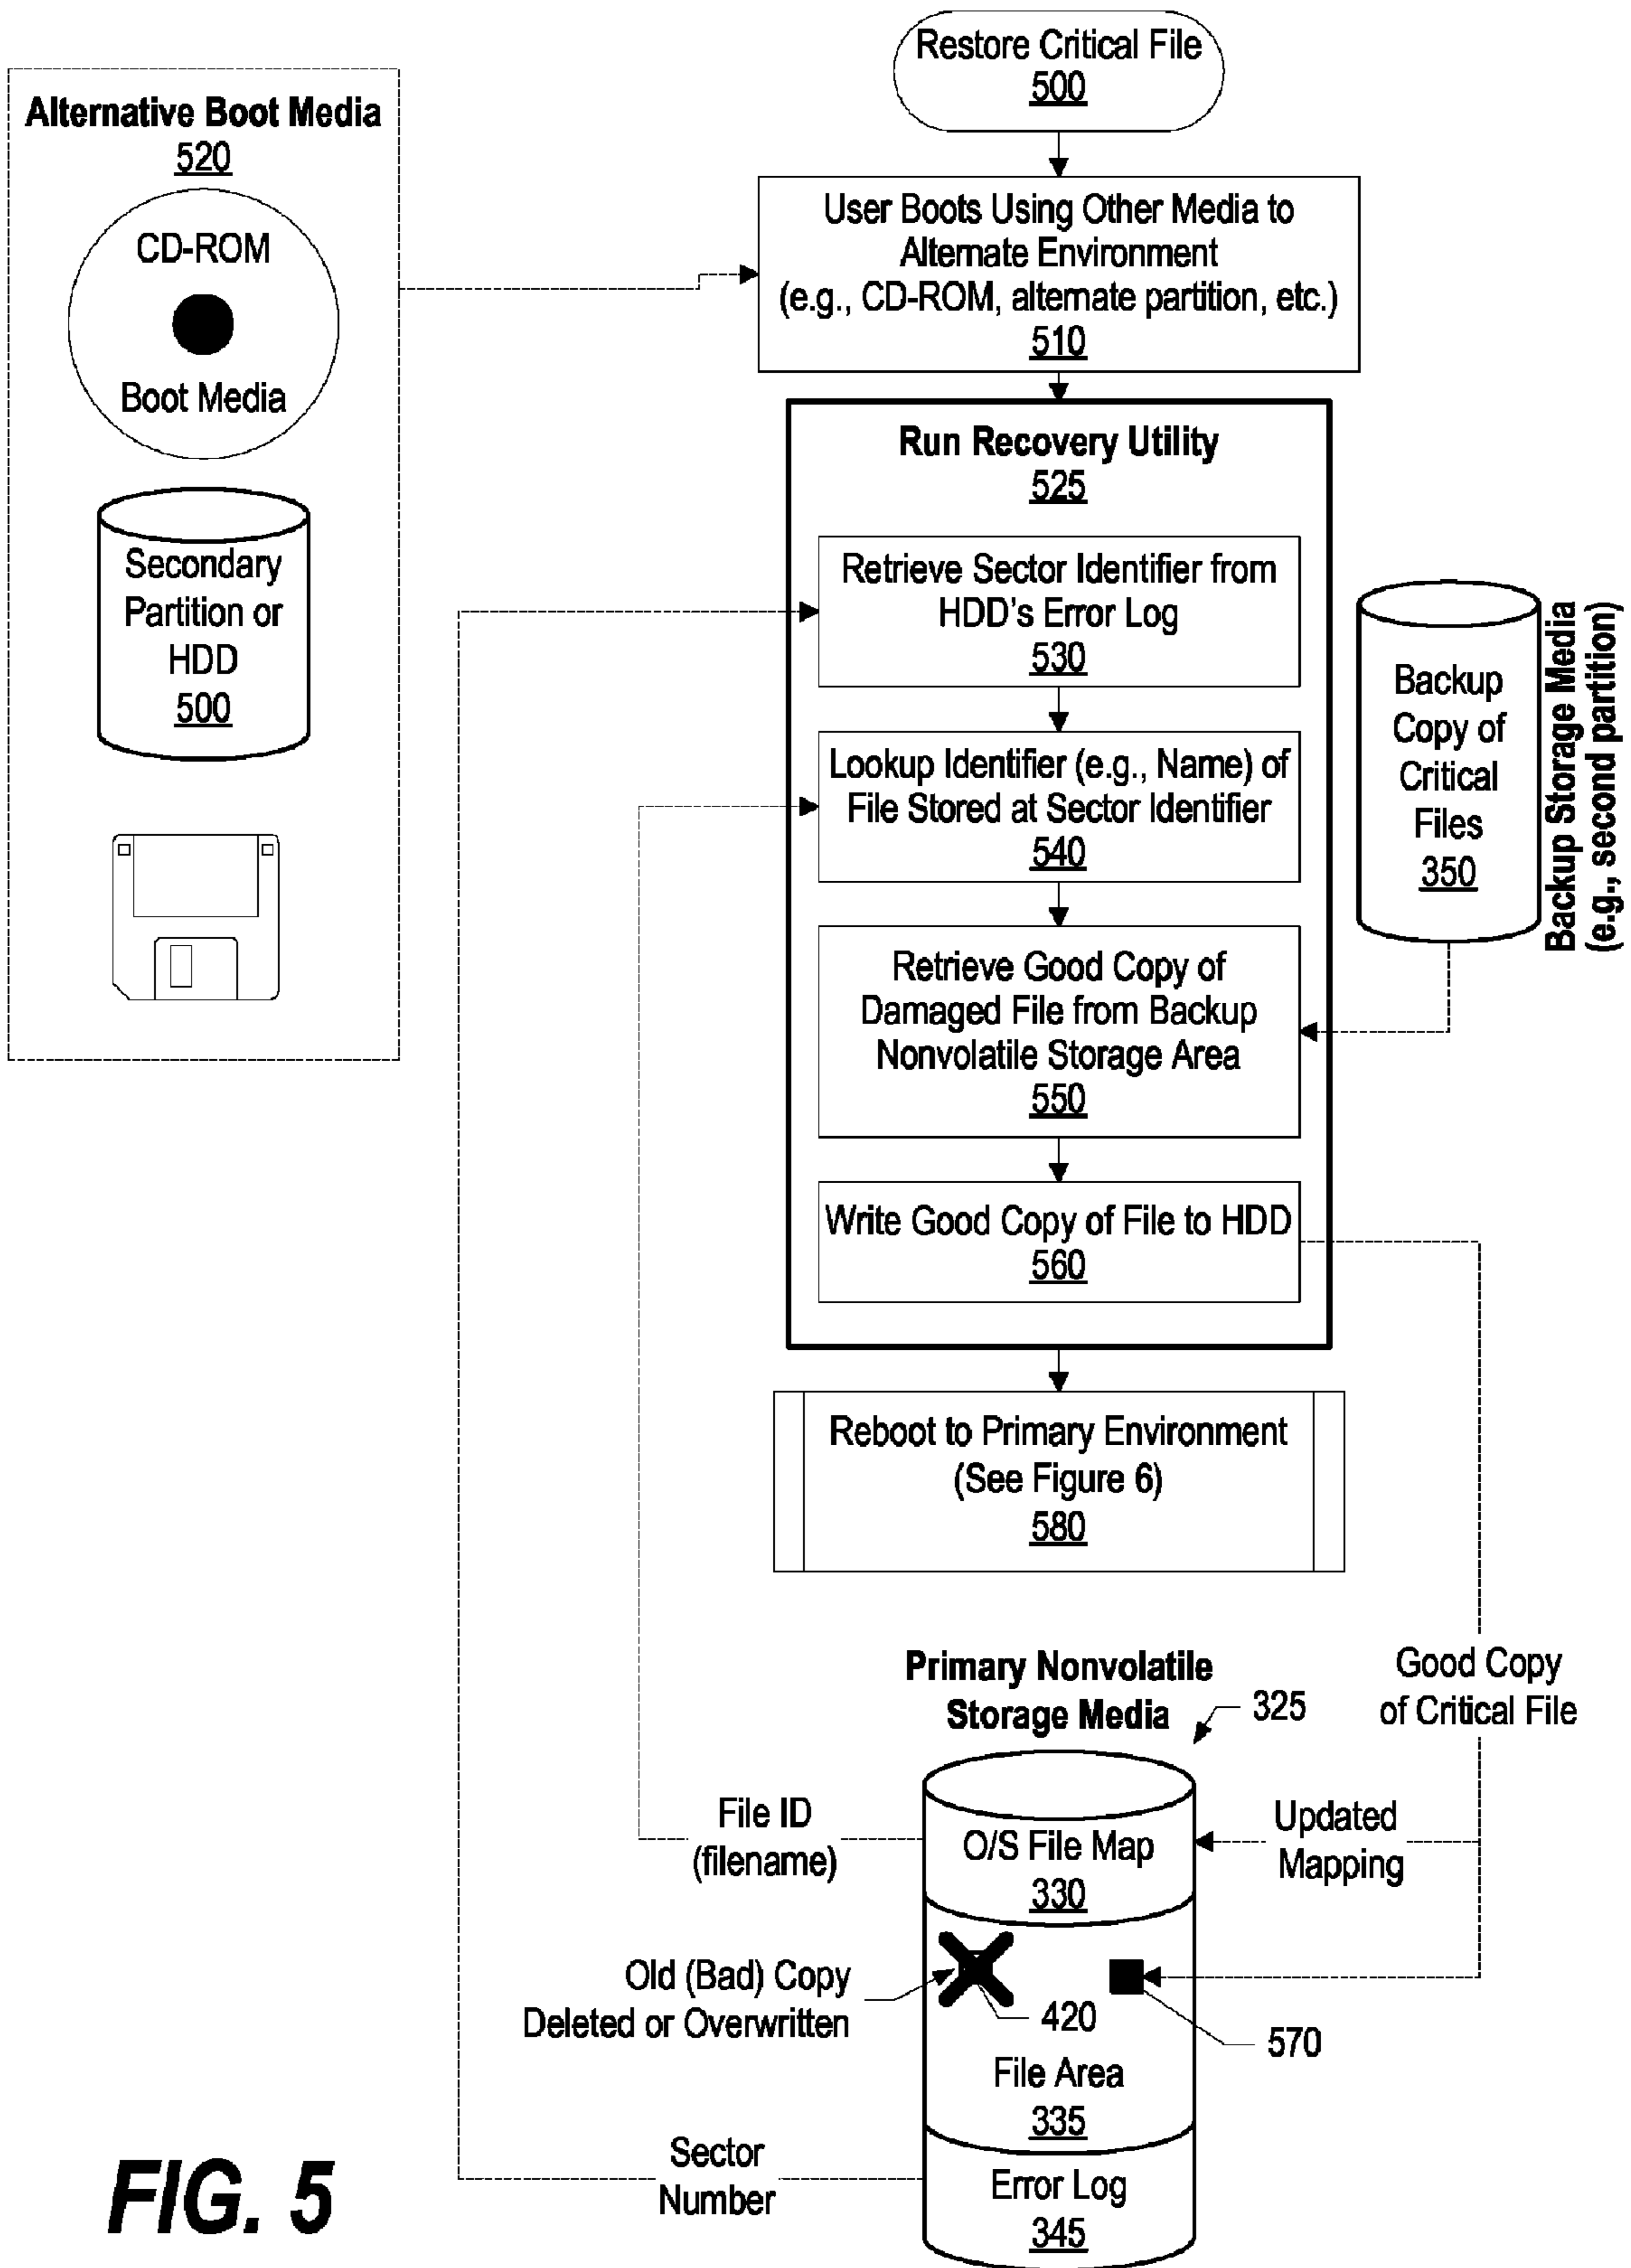 Restore Critical File
500
Alternative Boot Media
520
CD-ROM
Boot Media
Secondary
Partition or
HDD
500
User Boots Using Other Media to
Alternate Environment
(e.g., CD-ROM, alternate partition, etc.)
510
Run Recovery Utility
525
Retrieve Sector Identifier from
HDD's Error Log
530
Lookup Identifier (e.g., Name) of
File Stored at Sector Identifier
540
Retrieve Good Copy of
Damaged File from Backup
Nonvolatile Storage Area
550
Write Good Copy of File to HDD
560
Backup
Copy of
Critical
Files
350
Backup Storage Media
(e.g., second partition)
Reboot to Primary Environment
(See Figure 6)
580
Primary Nonvolatile
Storage Media
325
Good Copy
of Critical File
File ID
(filename)
O/S File Map
330
Updated
Mapping
Old (Bad) Copy
Deleted or Overwritten
420
570
File Area
335
Sector
Number
Error Log
345
FIG. 5